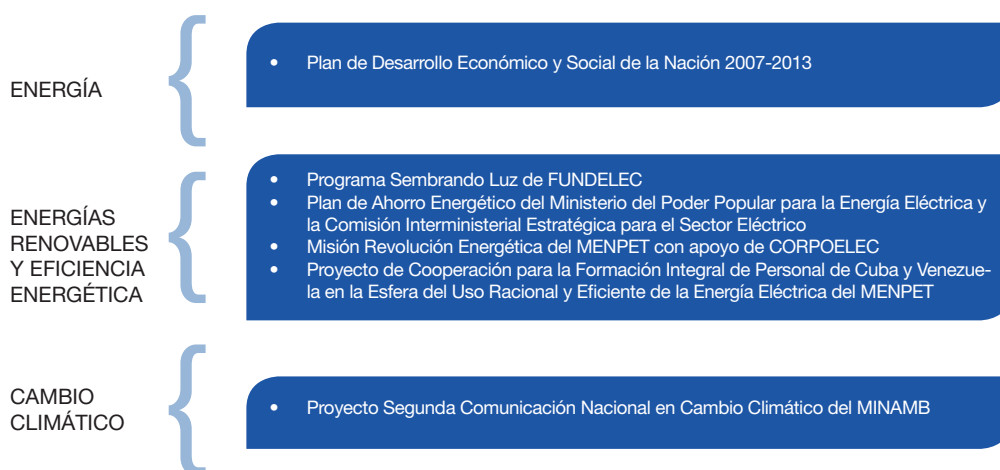 ENERGÍA
• Plan de Desarrollo Económico y Social de la Nación 2007-2013
ENERGÍAS
RENOVABLES
Y EFICIENCIA
ENERGÉTICA
• Programa Sembrando Luz de FUNDELEC
• Plan de Ahorro Energético del Ministerio del Poder Popular para la Energía Eléctrica y
la Comisión Interministerial Estratégica para el Sector Eléctrico
• Misión Revolución Energética del MENPET con apoyo de CORPOELEC
• Proyecto de Cooperación para la Formación Integral de Personal de Cuba y Venezue-
la en la Esfera del Uso Racional y Eficiente de la Energía Eléctrica del MENPET
CAMBIO
CLIMÁTICO
• Proyecto Segunda Comunicación Nacional en Cambio Climático del MINAMB